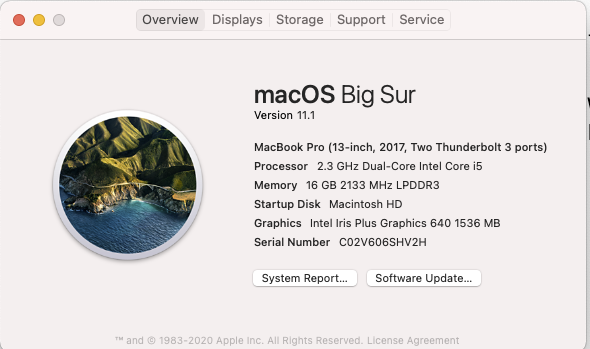 Overview Displays Storage Support Service
macOS Big Sur
Version 11.1
MacBook Pro (13-inch, 2017, Two Thunderbolt 3 ports)
Processor 2.3 GHz Dual-Core Intel Core i5
Memory 16 GB 2133 MHz LPDDR3
Startup Disk Macintosh HD
Graphics Intel Iris Plus Graphics 640 1536 MB
Serial Number C02V606SHV2H
System Report... Software Update...
™ and © 1983-2020 Apple Inc. All Rights Reserved. License Agreement